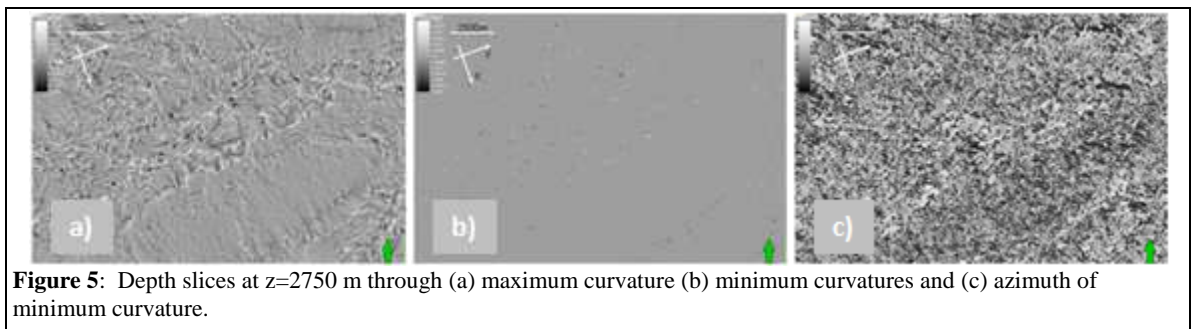 a)
b)
c)
Figure 5: Depth slices at z=2750 m through (a) maximum curvature (b) minimum curvatures and (c) azimuth of
minimum curvature.